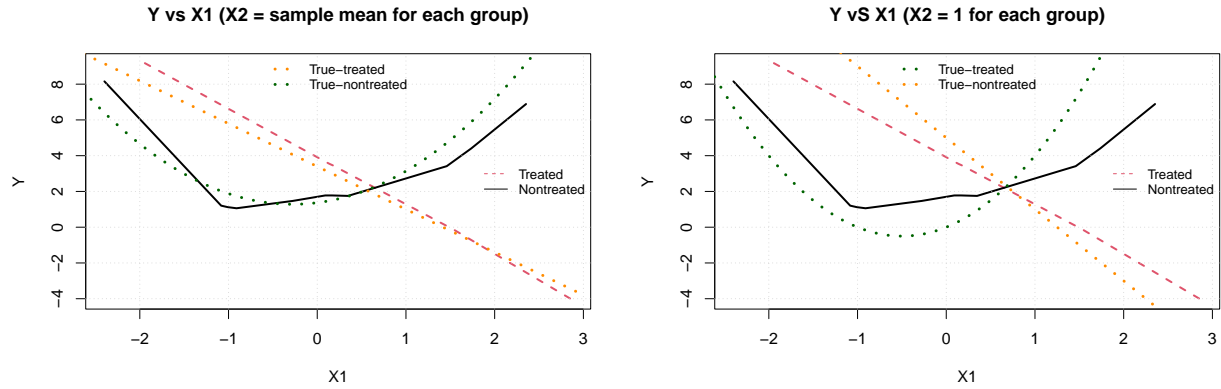 Y vs X1 (X2 = sample mean for each group)
True−treated
True−nontreated
Treated
Nontreated
8
6
4
2
0
−2
−4
Y
−2 −1 0 1 2 3
X1
Y vS X1 (X2 = 1 for each group)
True−treated
True−nontreated
Treated
Nontreated
8
6
4
2
0
−2
−4
Y
−2 −1 0 1 2 3
X1